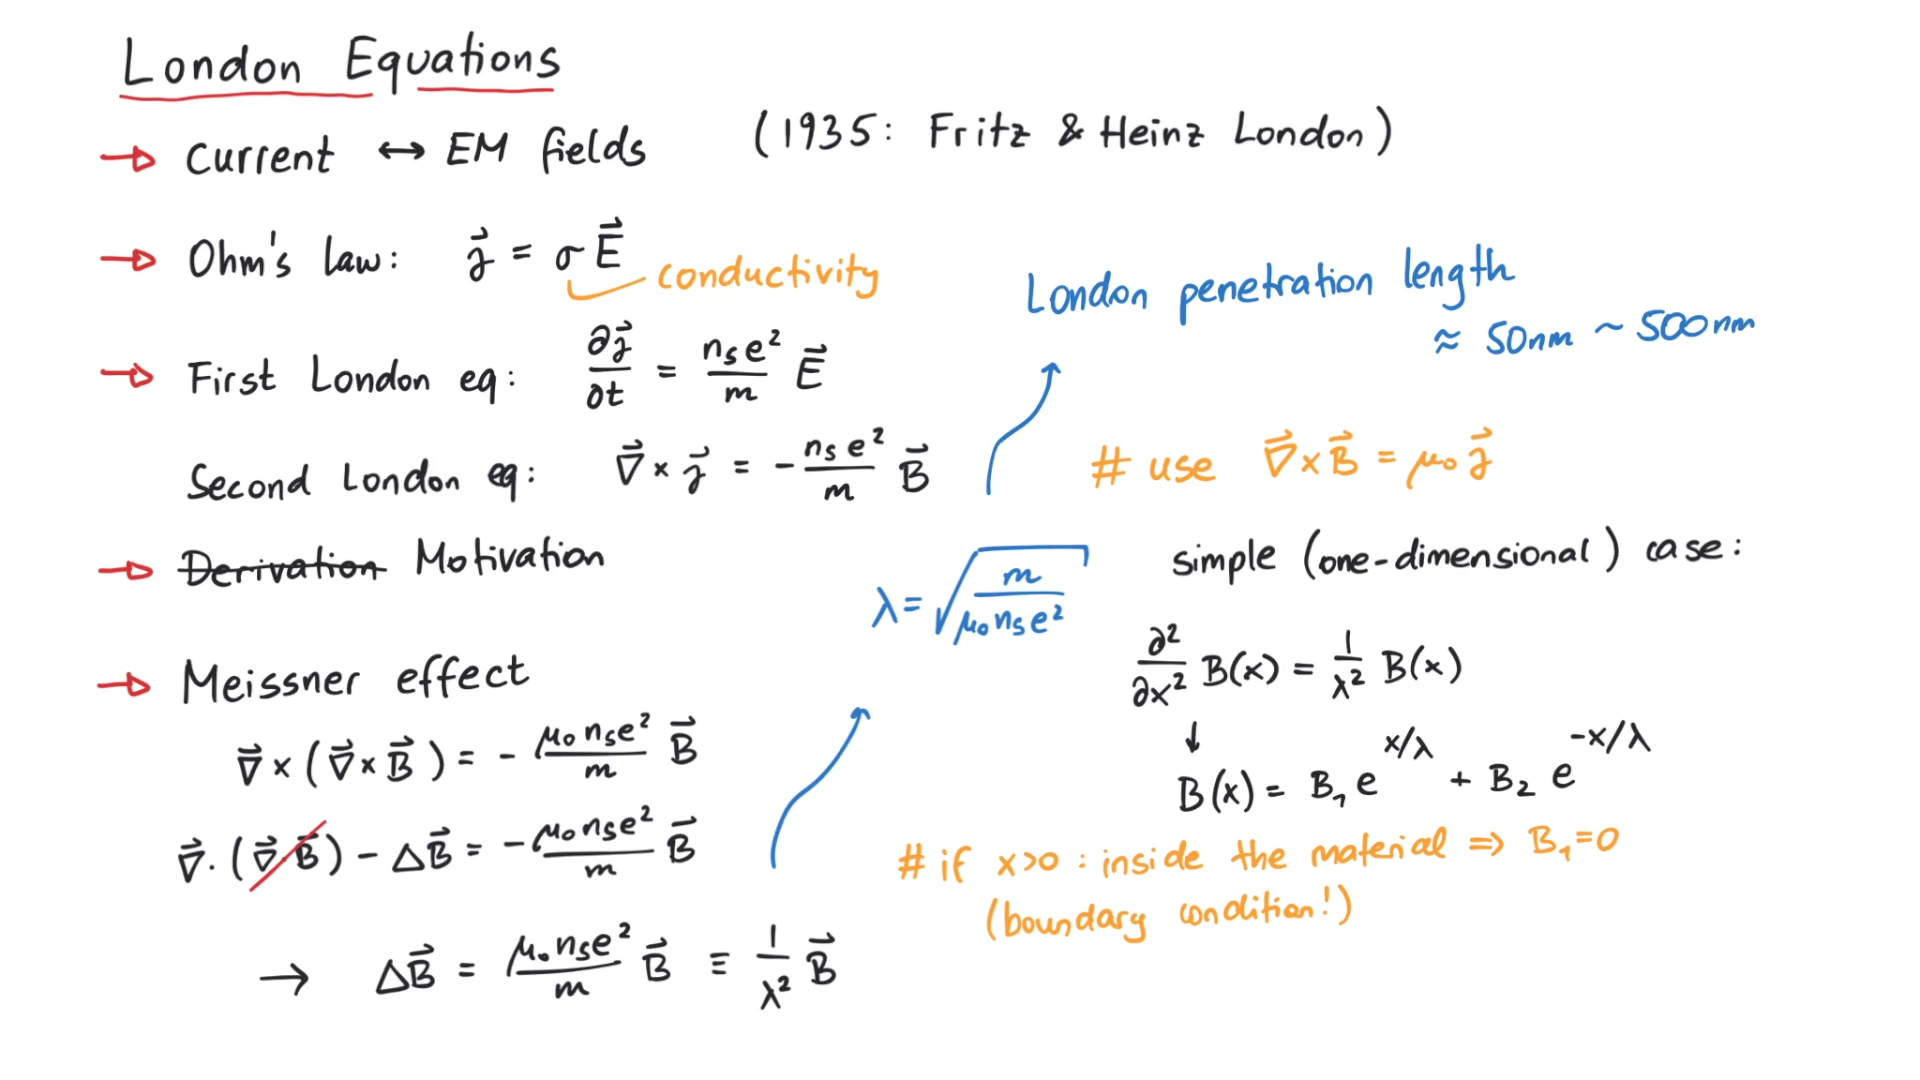 London Equations
(1935: Fritz & Heinz London)
→ Current ↔ EM fields
→ Ohm's law: j⃗ = σ E⃗
conductivity
→ First London eq: ∂j⃗/∂t = nₛe²/m E⃗
Second London eq: ∇⃗ × j⃗ = - nₛe²/m B⃗
→ ~~Derivation~~ Motivation
→ Meissner effect
∇⃗ × (∇⃗ × B⃗) = - μ₀nₛe²/m B⃗
∇⃗ · (∇⃗ · B⃗) - ΔB⃗ = - μ₀nₛe²/m B⃗
→ ΔB⃗ = μ₀nₛe²/m B⃗ ≡ 1/λ² B⃗
λ = √(m/μ₀nₛe²)
London penetration length
≈ 50nm ~ 500nm
# use ∇⃗ × B⃗ = μ₀ j⃗
simple (one-dimensional) case:
∂²/∂x² B(x) = 1/λ² B(x)
↓
B(x) = B₁ e^(x/λ) + B₂ e^(-x/λ)
# if x>0 : inside the material ⇒ B₁=0
(boundary condition!)